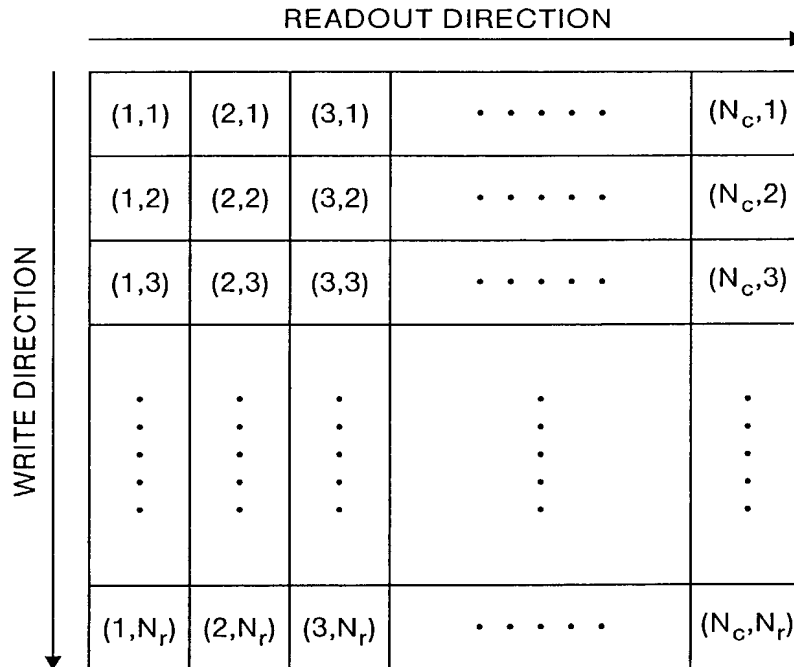 READOUT DIRECTION
WRITE DIRECTION
(1,1) (2,1) (3,1) . . . . . (N_c,1)
(1,2) (2,2) (3,2) . . . . . (N_c,2)
(1,3) (2,3) (3,3) . . . . . (N_c,3)
(1,N_r) (2,N_r) (3,N_r) . . . . . (N_c,N_r)